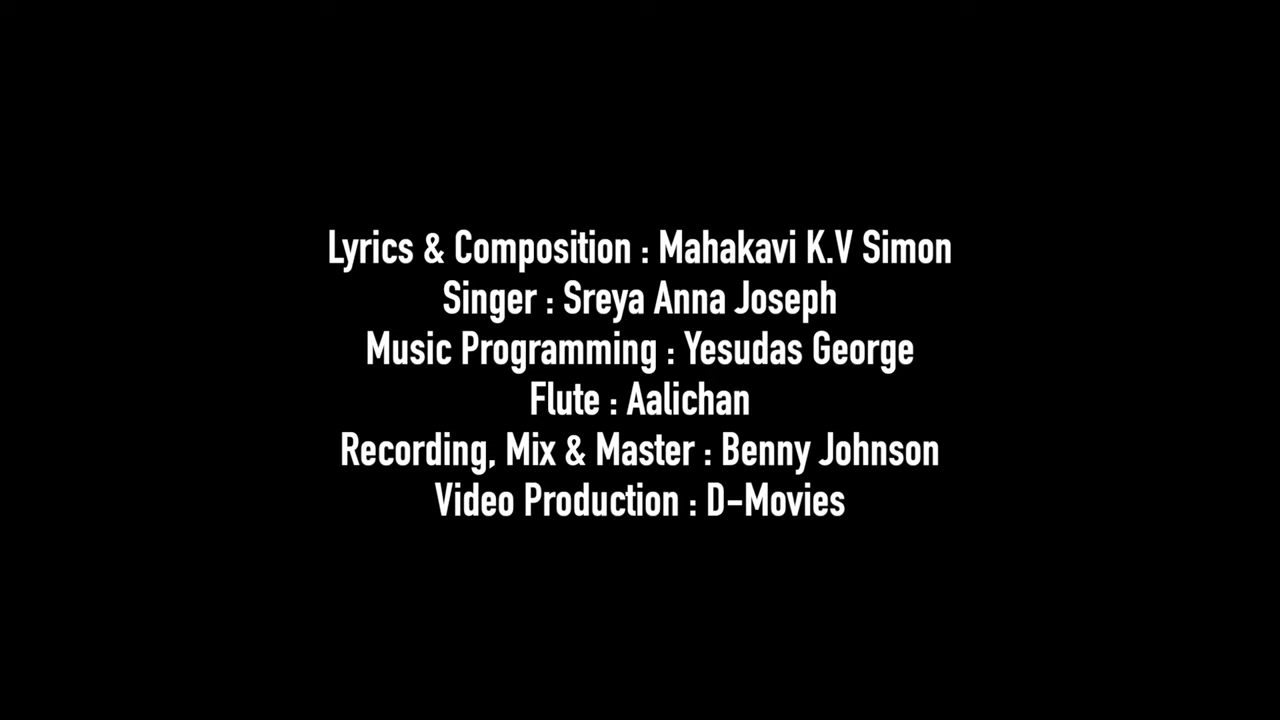 Lyrics & Composition : Mahakavi K.V Simon
Singer : Sreya Anna Joseph
Music Programming : Yesudas George
Flute : Aalichan
Recording, Mix & Master : Benny Johnson
Video Production : D-Movies